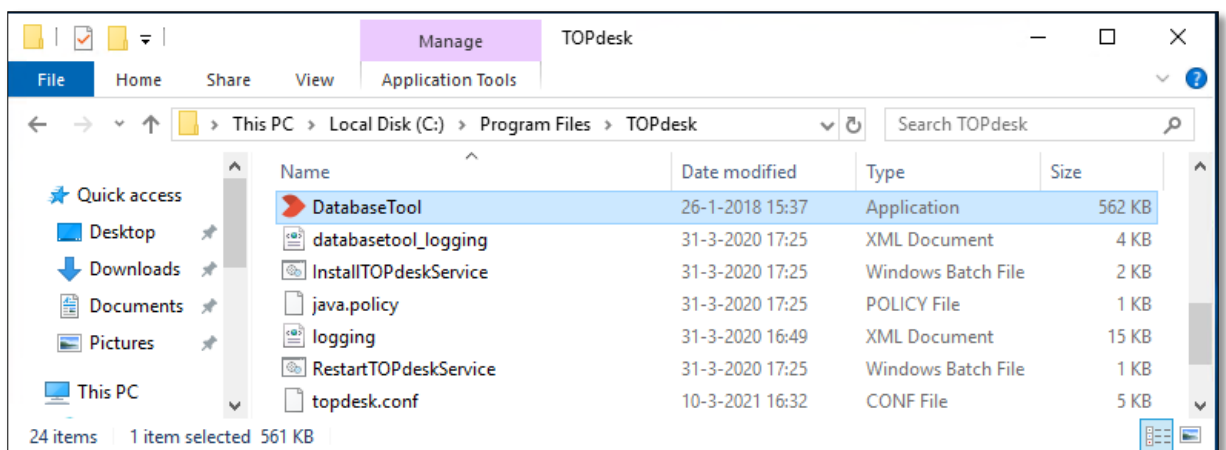 Manage TOPdesk
File Home Share View Application Tools
This PC Local Disk (C:) Program Files TOPdesk Search TOPdesk
Name Date modified Type Size
Quick access
DatabaseTool 26-1-2018 15:37 Application 562 KB
Desktop
databasetool_logging 31-3-2020 17:25 XML Document 4 KB
Downloads
InstallTOPdeskService 31-3-2020 17:25 Windows Batch File 2 KB
Documents
java.policy 31-3-2020 17:25 POLICY File 1 KB
Pictures
logging 31-3-2020 16:49 XML Document 15 KB
RestartTOPdeskService 31-3-2020 17:25 Windows Batch File 1 KB
This PC
topdesk.conf 10-3-2021 16:32 CONF File 5 KB
24 items 1 item selected 561 KB